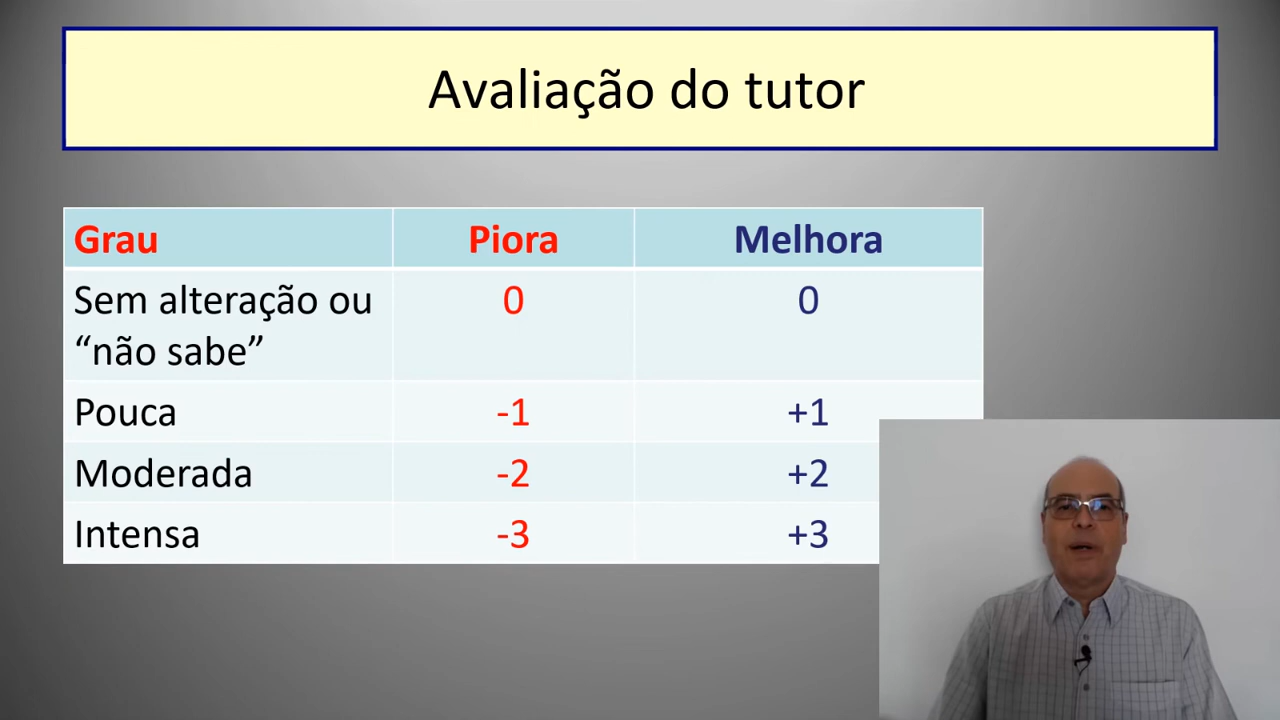 Avaliação do tutor
Grau Piora Melhora
Sem alteração ou 0 0
“não sabe”
Pouca -1 +1
Moderada -2 +2
Intensa -3 +3